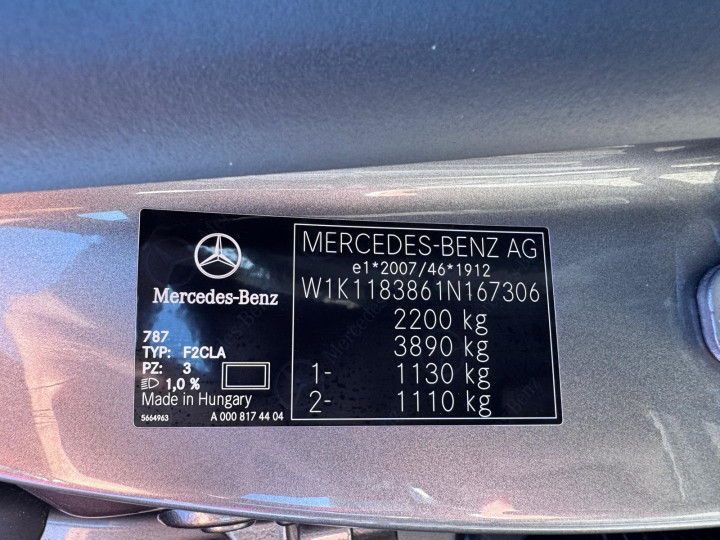 Mercedes-Benz
787
TYP: F2CLA
PZ: 3
1,0 %
Made in Hungary
5664963 A 000 817 44 04
MERCEDES-BENZ AG
e1*2007/46*1912
W1K1183861N167306
2200 kg
3890 kg
1- 1130 kg
2- 1110 kg